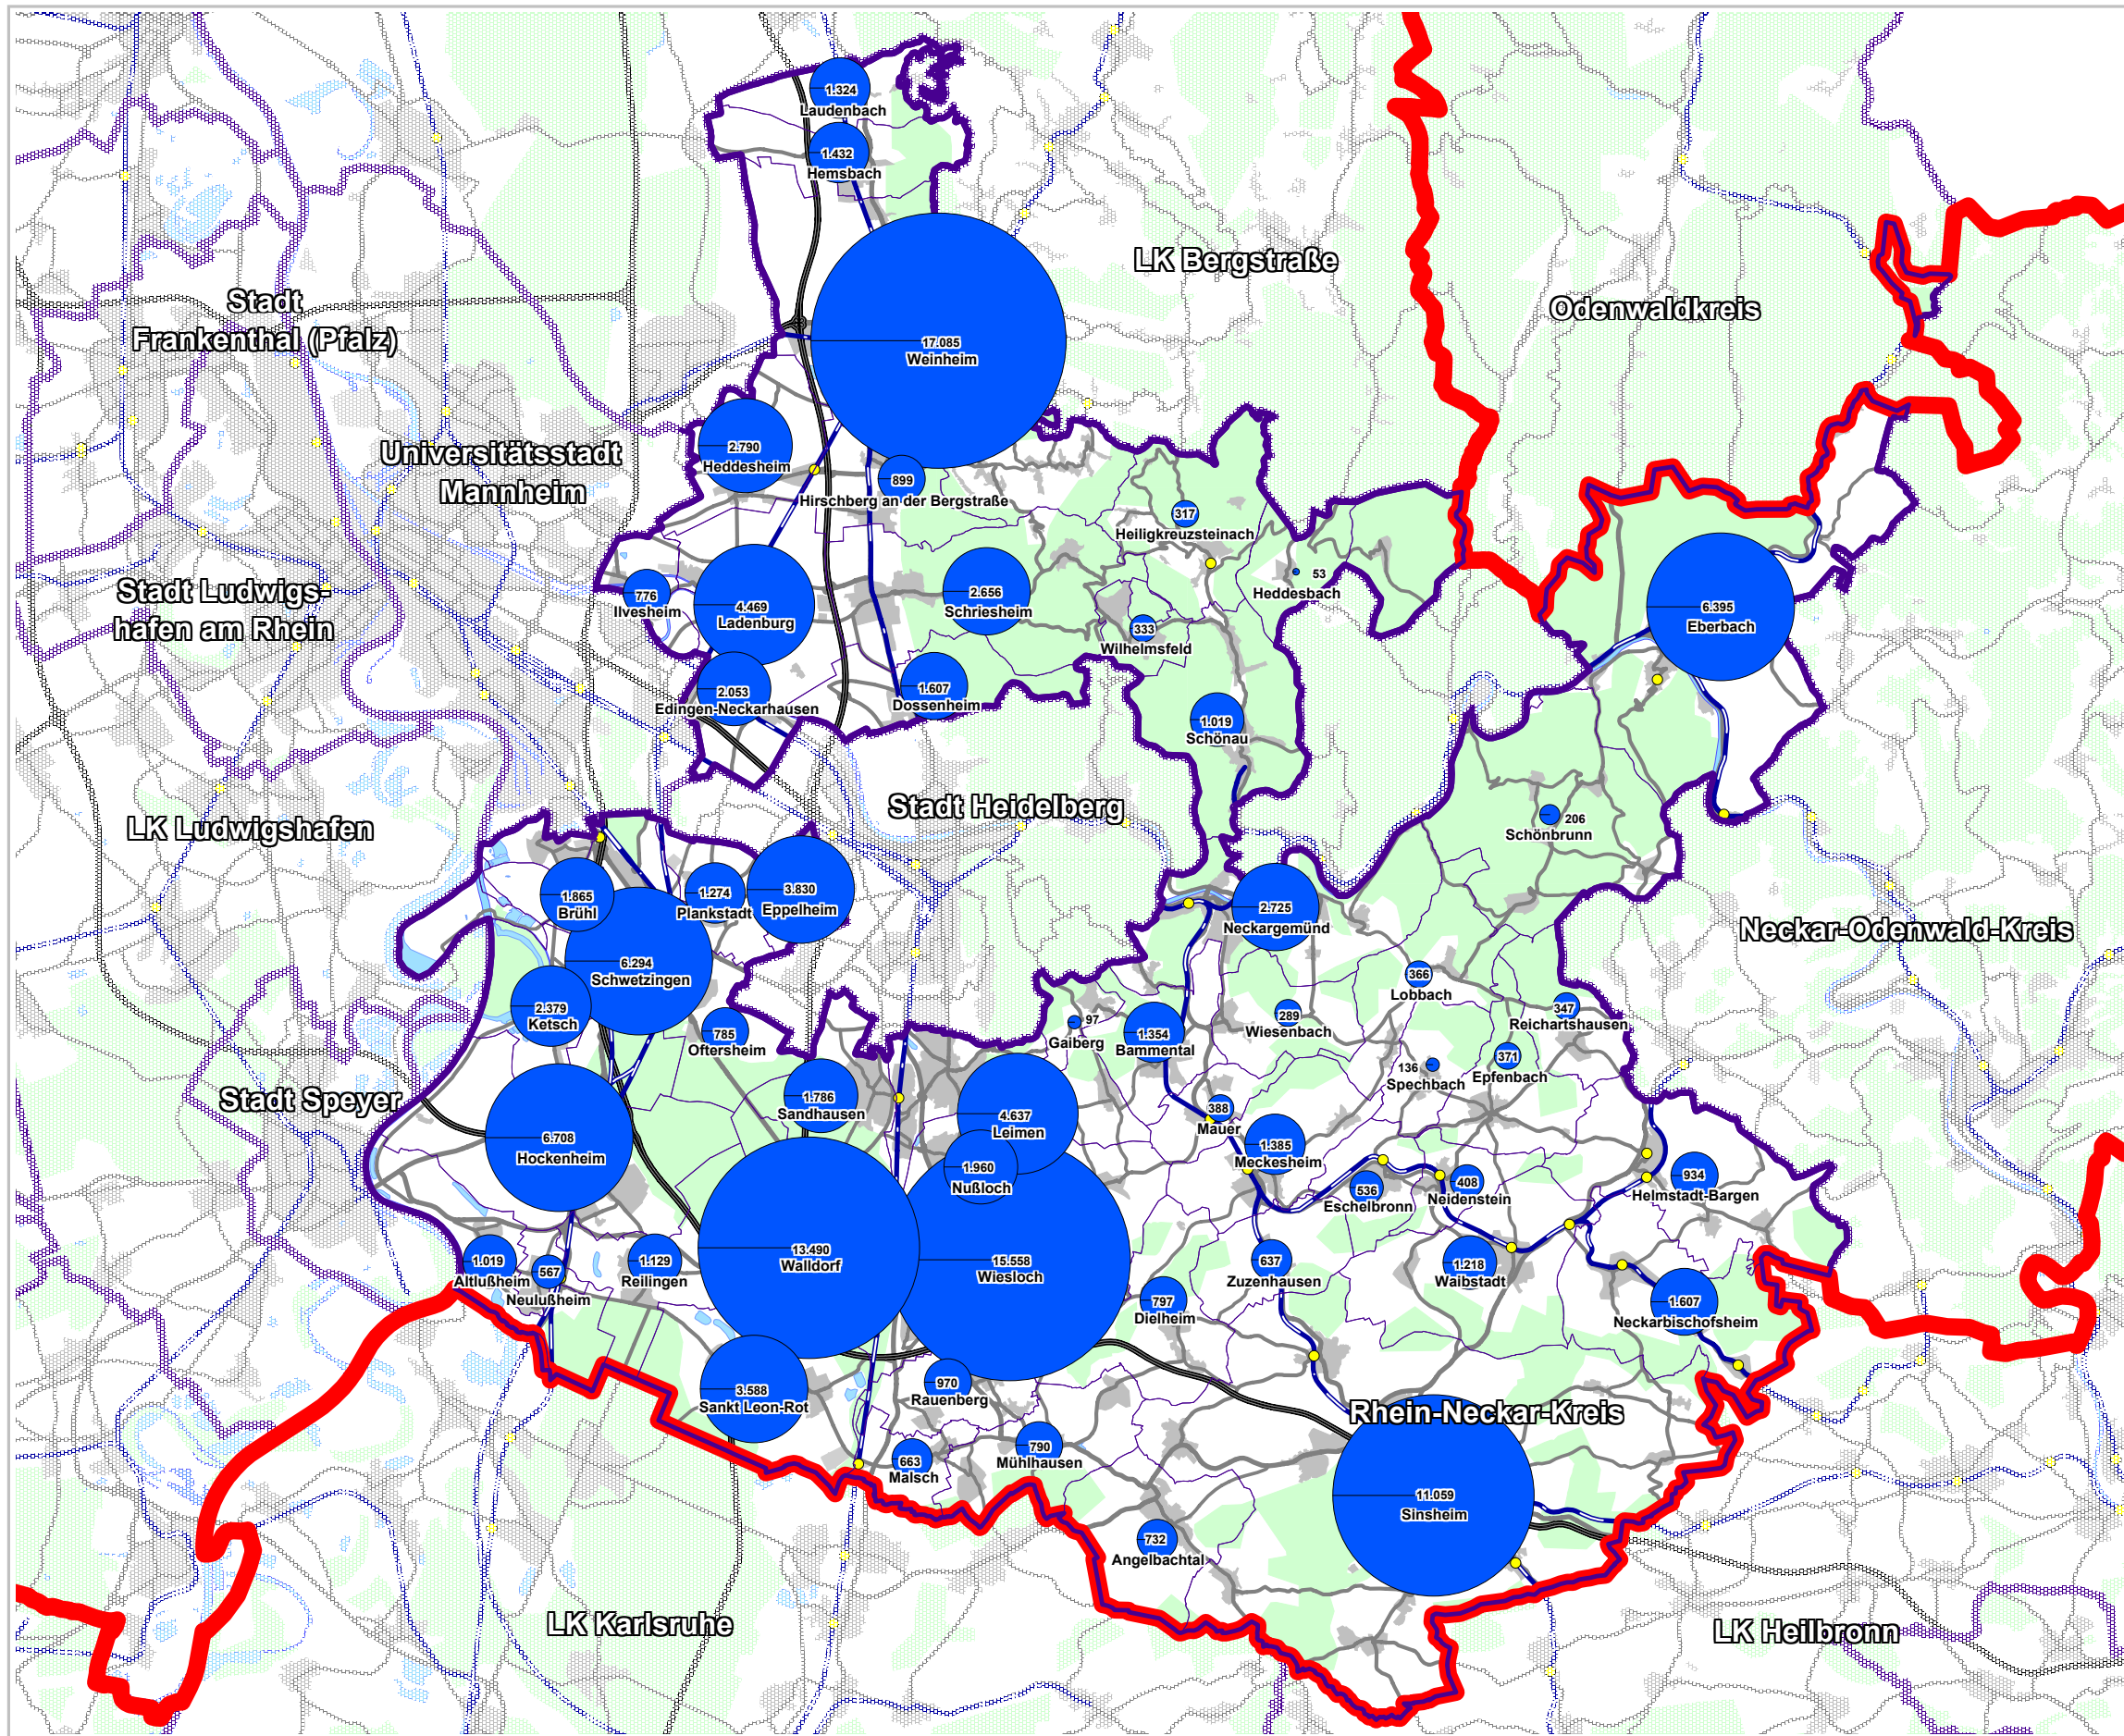 1.324
Laudenbach
1.432
Hemsbach
LK Bergstraße
Odenwaldkreis
Stadt
Frankenthal (Pfalz)
17.085
Weinheim
Universitätsstadt
Mannheim
2.790
Heddesheim
899
Hirschberg an der Bergstraße
317
Heiligkreuzsteinach
53
Heddesbach
Stadt Ludwigs-
hafen am Rhein
776
Ilvesheim
4.469
Ladenburg
2.656
Schriesheim
333
Wilhelmsfeld
6.395
Eberbach
2.053
Edingen-Neckarhausen
1.607
Dossenheim
1.019
Schönau
Stadt Heidelberg
LK Ludwigshafen
206
Schönbrunn
1.865
Brühl
1.274
Plankstadt
3.830
Eppelheim
2.725
Neckargemünd
Neckar-Odenwald-Kreis
6.294
Schwetzingen
366
Lobbach
2.379
Ketsch
785
Oftersheim
97
Gaiberg
1.354
Bammental
289
Wiesenbach
347
Reichartshausen
371
Epfenbach
136
Spechbach
Stadt Speyer
1.786
Sandhausen
4.637
Leimen
388
Mauer
6.708
Hockenheim
1.960
Nußloch
1.385
Meckesheim
536
Eschelbronn
408
Neidenstein
934
Helmstadt-Bargen
1.019
Altlußheim
567
Neulußheim
1.129
Reilingen
13.490
Walldorf
15.558
Wiesloch
797
Dielheim
637
Zuzenhausen
1.218
Waibstadt
1.607
Neckarbischofsheim
3.588
Sankt Leon-Rot
970
Rauenberg
Rhein-Neckar-Kreis
663
Malsch
790
Mühlhausen
11.059
Sinsheim
732
Angelbachtal
LK Karlsruhe
LK Heilbronn